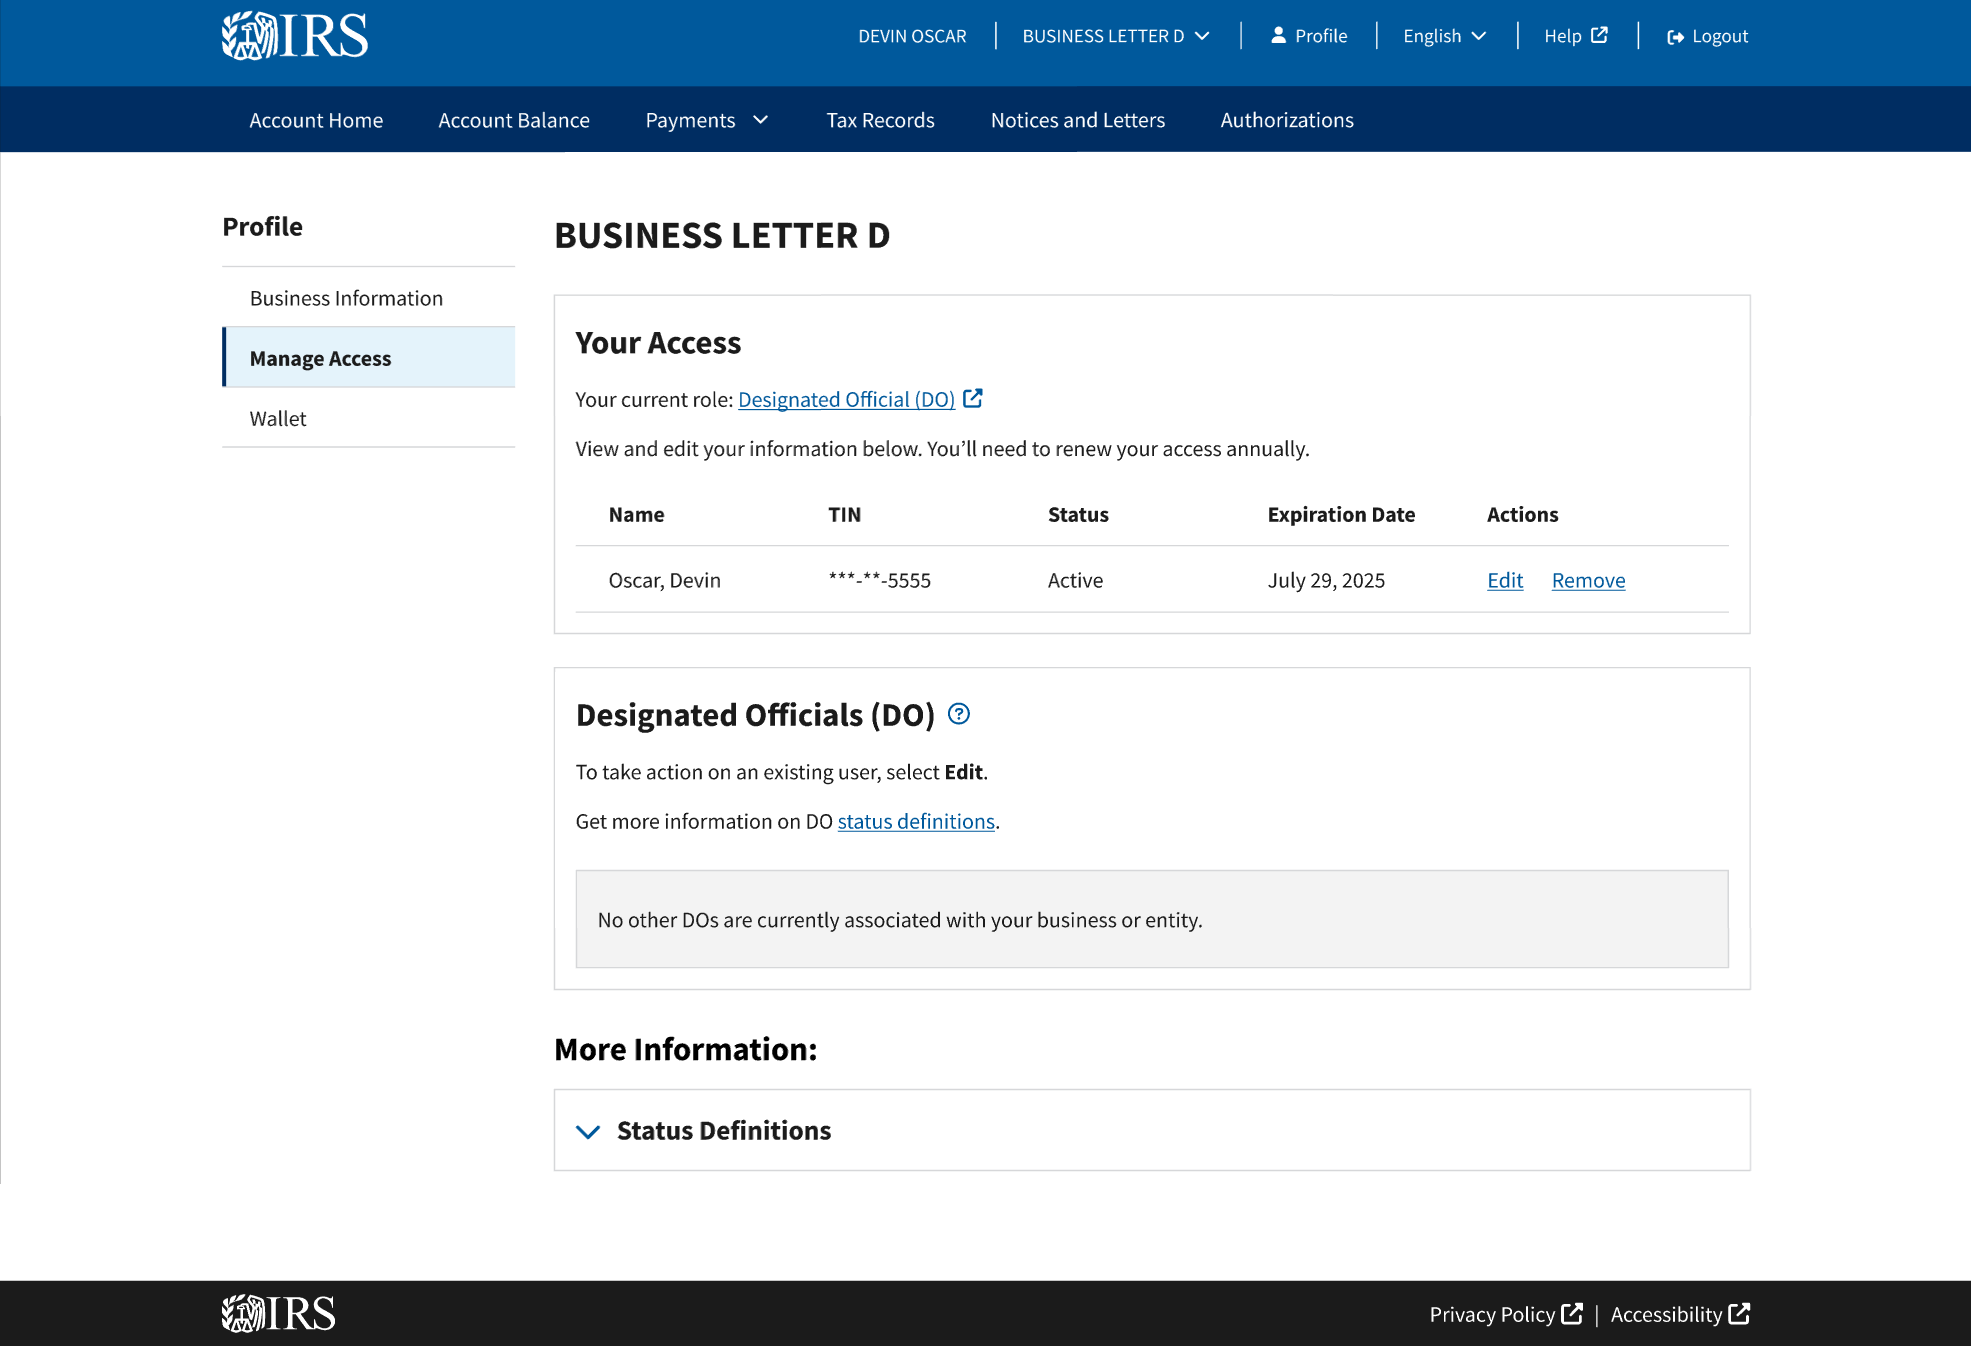 IRS
DEVIN OSCAR
BUSINESS LETTER D
Profile
English
Help
Logout
Account Home
Account Balance
Payments
Tax Records
Notices and Letters
Authorizations
Profile
Business Information
Manage Access
Wallet
BUSINESS LETTER D
Your Access
Your current role: Designated Official (DO)
View and edit your information below. You’ll need to renew your access annually.
Name TIN Status Expiration Date Actions
Oscar, Devin ***-**-5555 Active July 29, 2025 Edit Remove
Designated Officials (DO)
To take action on an existing user, select Edit.
Get more information on DO status definitions.
No other DOs are currently associated with your business or entity.
More Information:
Status Definitions
IRS
Privacy Policy | Accessibility